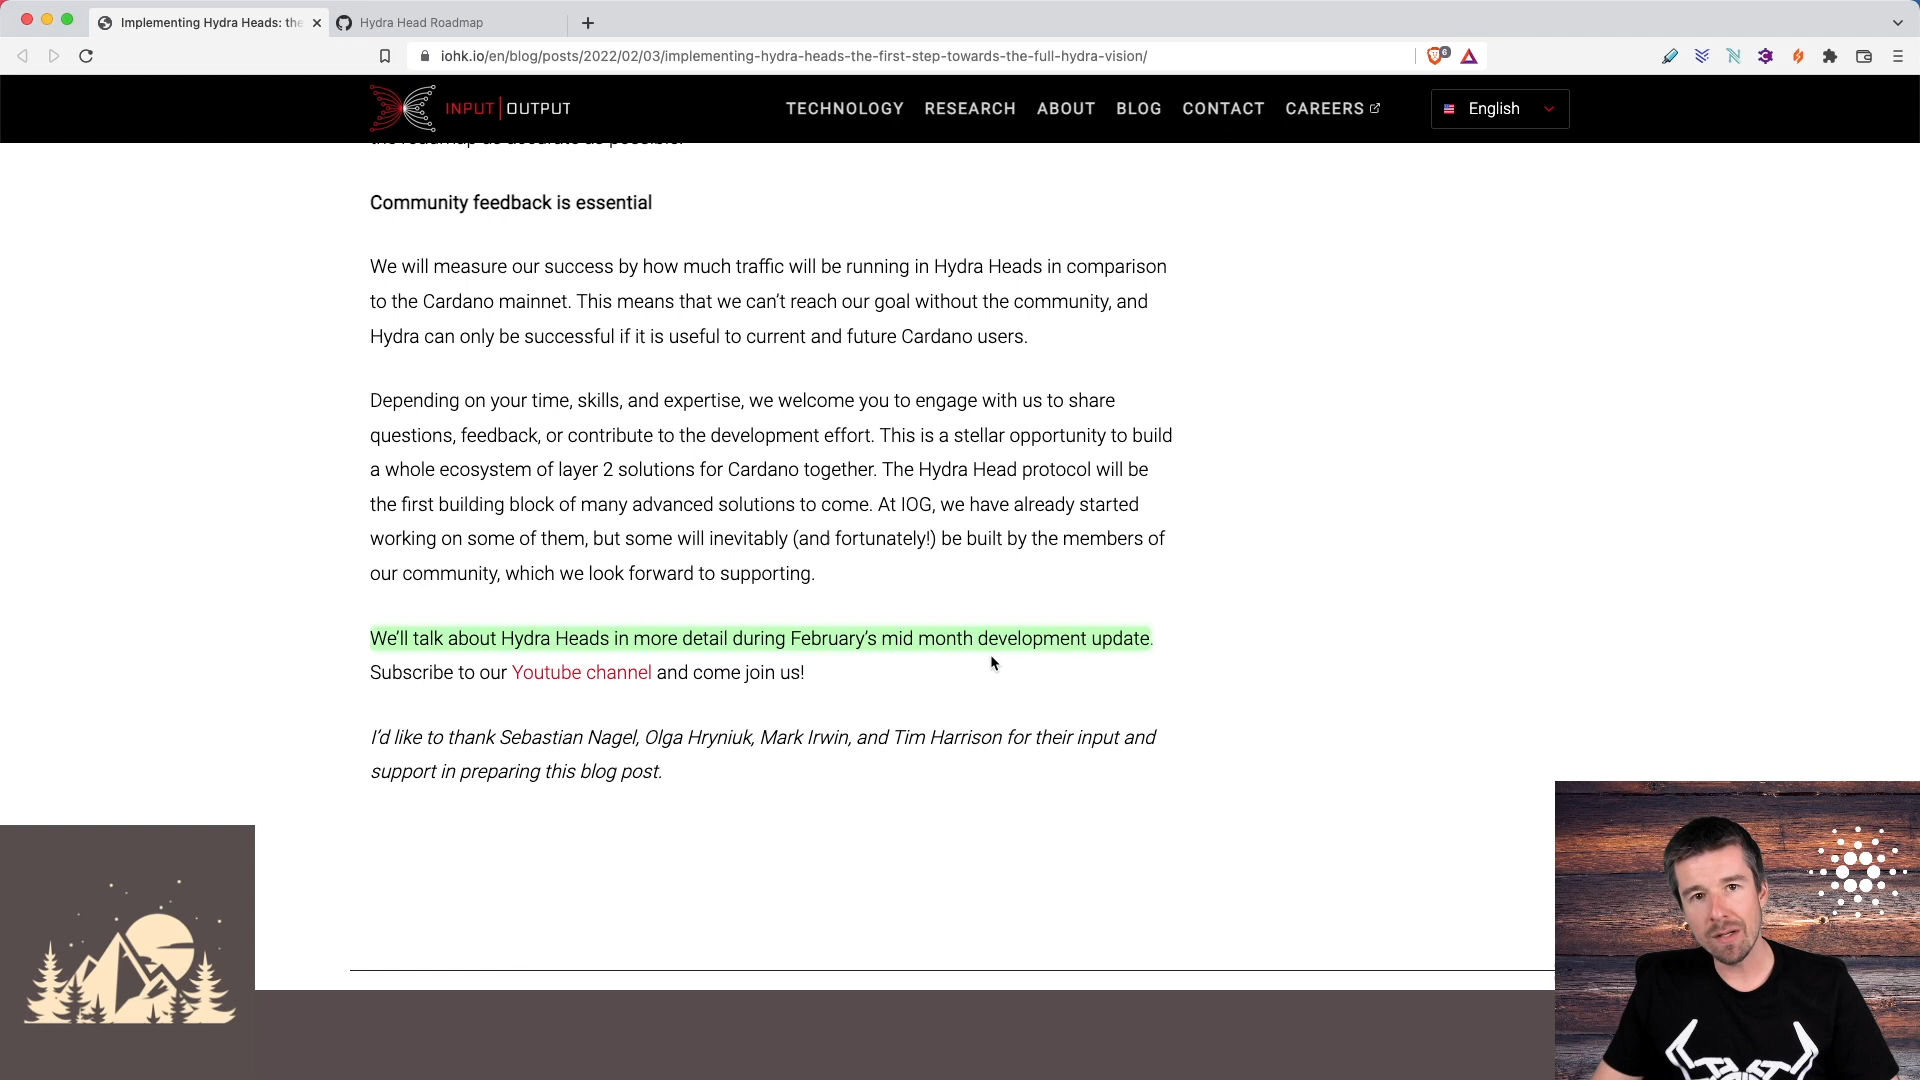 Implementing Hydra Heads: the
Hydra Head Roadmap
iohk.io/en/blog/posts/2022/02/03/implementing-hydra-heads-the-first-step-towards-the-full-hydra-vision/
6
INPUT OUTPUT
TECHNOLOGY RESEARCH ABOUT BLOG CONTACT CAREERS
English
the roadmap as accurate as possible.
Community feedback is essential
We will measure our success by how much traffic will be running in Hydra Heads in comparison
to the Cardano mainnet. This means that we can’t reach our goal without the community, and
Hydra can only be successful if it is useful to current and future Cardano users.
Depending on your time, skills, and expertise, we welcome you to engage with us to share
questions, feedback, or contribute to the development effort. This is a stellar opportunity to build
a whole ecosystem of layer 2 solutions for Cardano together. The Hydra Head protocol will be
the first building block of many advanced solutions to come. At IOG, we have already started
working on some of them, but some will inevitably (and fortunately!) be built by the members of
our community, which we look forward to supporting.
We’ll talk about Hydra Heads in more detail during February’s mid month development update.
Subscribe to our Youtube channel and come join us!
I’d like to thank Sebastian Nagel, Olga Hryniuk, Mark Irwin, and Tim Harrison for their input and
support in preparing this blog post.